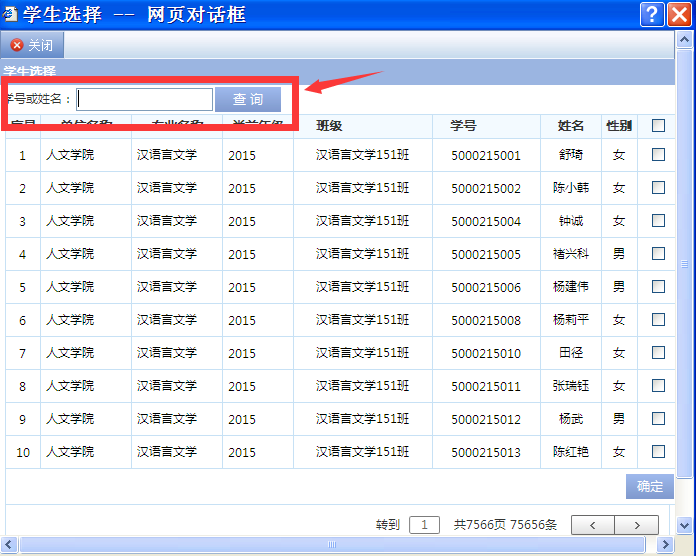 学生选择 -- 网页对话框
关闭
学生选择
学号或姓名： 查 询
序号 单位名称 专业名称 当前年级 班级 学号 姓名 性别
1 人文学院 汉语言文学 2015 汉语言文学151班 5000215001 舒琦 女
2 人文学院 汉语言文学 2015 汉语言文学151班 5000215002 陈小韩 女
3 人文学院 汉语言文学 2015 汉语言文学151班 5000215004 钟诚 女
4 人文学院 汉语言文学 2015 汉语言文学151班 5000215005 褚兴科 男
5 人文学院 汉语言文学 2015 汉语言文学151班 5000215006 杨建伟 男
6 人文学院 汉语言文学 2015 汉语言文学151班 5000215008 杨莉平 女
7 人文学院 汉语言文学 2015 汉语言文学151班 5000215010 田径 女
8 人文学院 汉语言文学 2015 汉语言文学151班 5000215011 张瑞钰 女
9 人文学院 汉语言文学 2015 汉语言文学151班 5000215012 杨武 男
10 人文学院 汉语言文学 2015 汉语言文学151班 5000215013 陈红艳 女
确定
转到 1 共7566页 75656条 < >